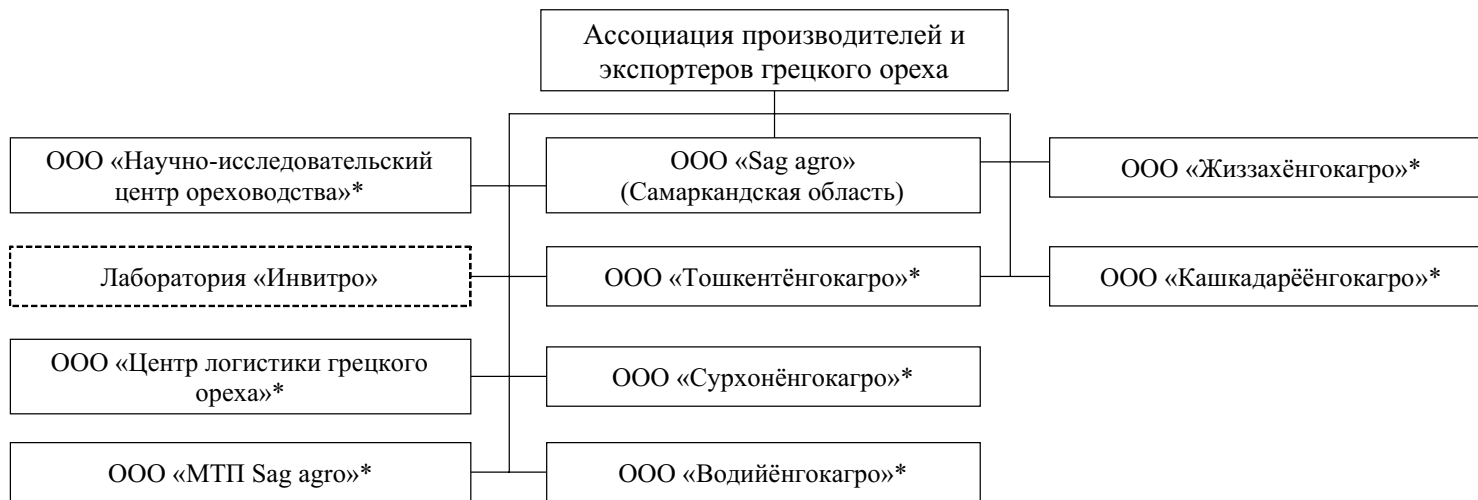 Ассоциация производителей и
экспортеров грецкого ореха
ООО «Научно-исследовательский
центр ореховодства»*
ООО «Sag agro»
(Самаркандская область)
ООО «Жиззахёнгокагро»*
Лаборатория «Инвитро»
ООО «Тошкентёнгокагро»*
ООО «Кашкадарёёнгокагро»*
ООО «Центр логистики грецкого
ореха»*
ООО «Сурхонёнгокагро»*
ООО «МТП Sag agro»*
ООО «Водийёнгокагро»*